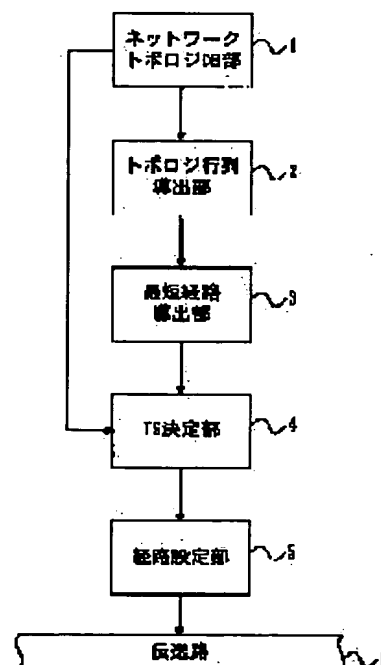 ネットワーク
トポロジDB部
1
トポロジ行列
導出部
2
最短経路
導出部
3
TS決定部
4
経路設定部
5
伝送路